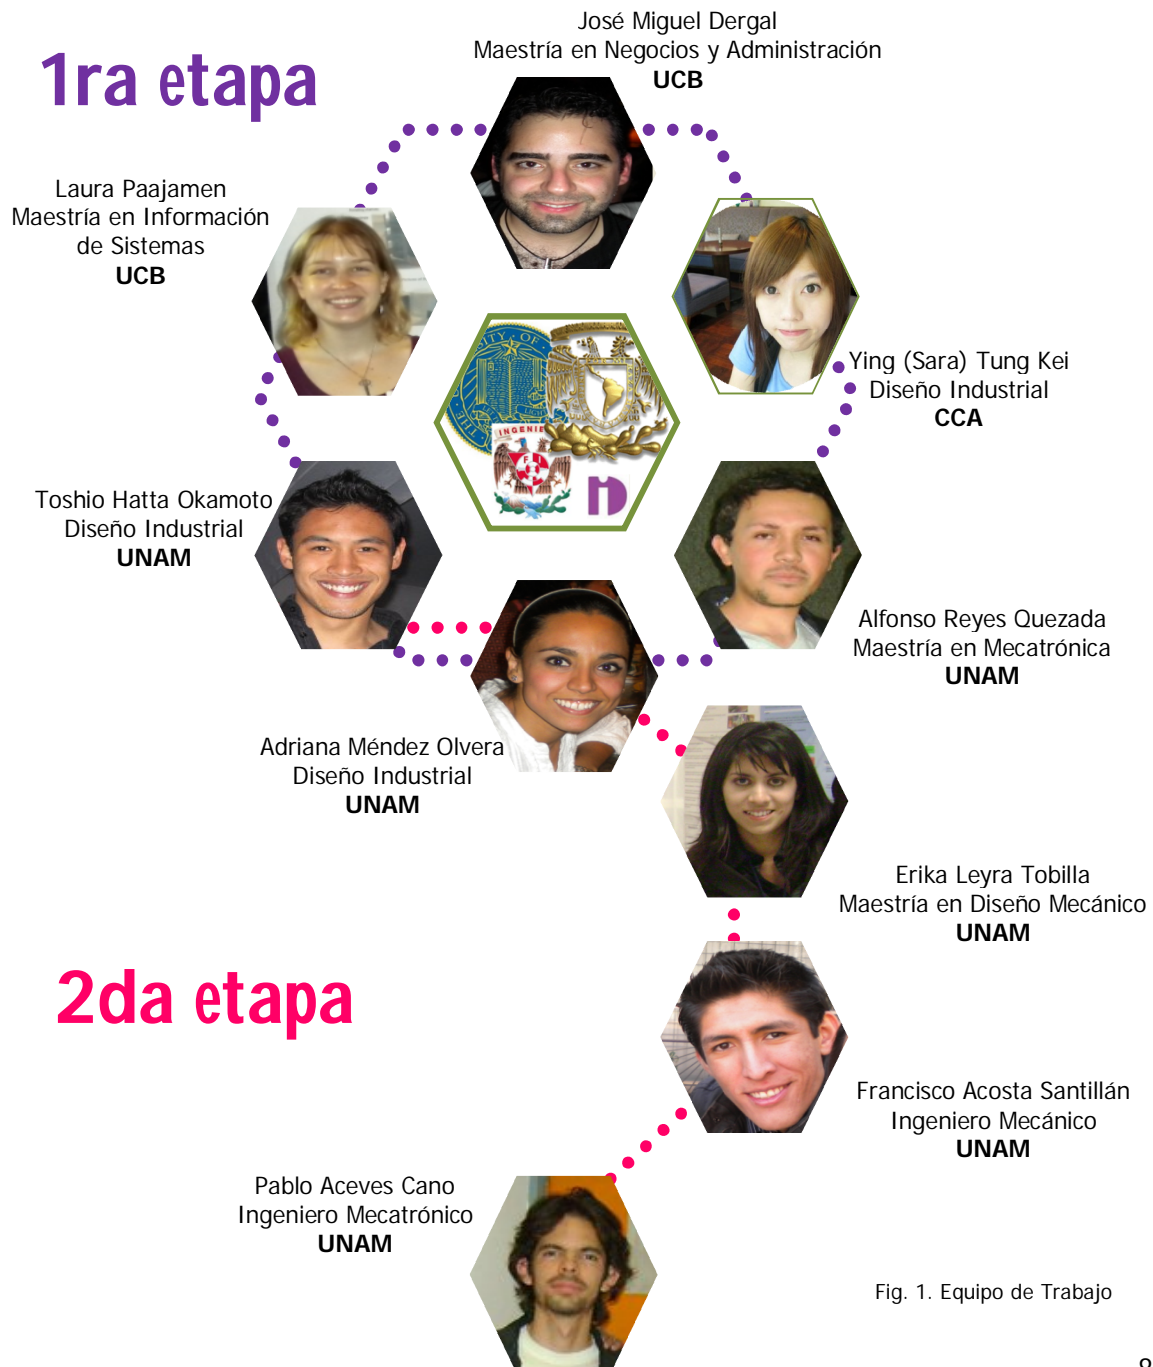 José Miguel Dergal
Maestría en Negocios y Administración
UCB
1ra etapa
Laura Paajamen
Maestría en Información
de Sistemas
UCB
Ying (Sara) Tung Kei
Diseño Industrial
CCA
INGENIE
Toshio Hatta Okamoto
Diseño Industrial
UNAM
Alfonso Reyes Quezada
Maestría en Mecatrónica
UNAM
Adriana Méndez Olvera
Diseño Industrial
UNAM
Erika Leyra Tobilla
Maestría en Diseño Mecánico
UNAM
2da etapa
Francisco Acosta Santillán
Ingeniero Mecánico
UNAM
Pablo Aceves Cano
Ingeniero Mecatrónico
UNAM
Fig. 1. Equipo de Trabajo